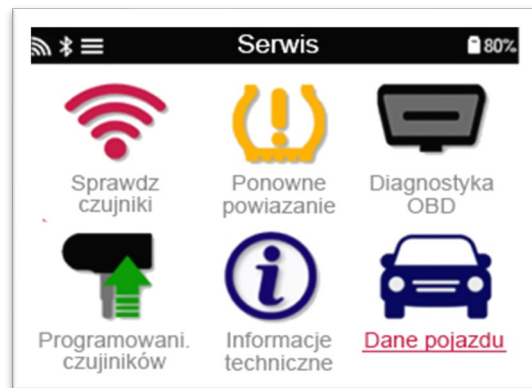 Serwis
80%
Sprawdz
czujniki
Ponowne
powiazanie
Diagnostyka
OBD
Programowani.
czujiników
Informacje
techniczne
Dane pojazdu